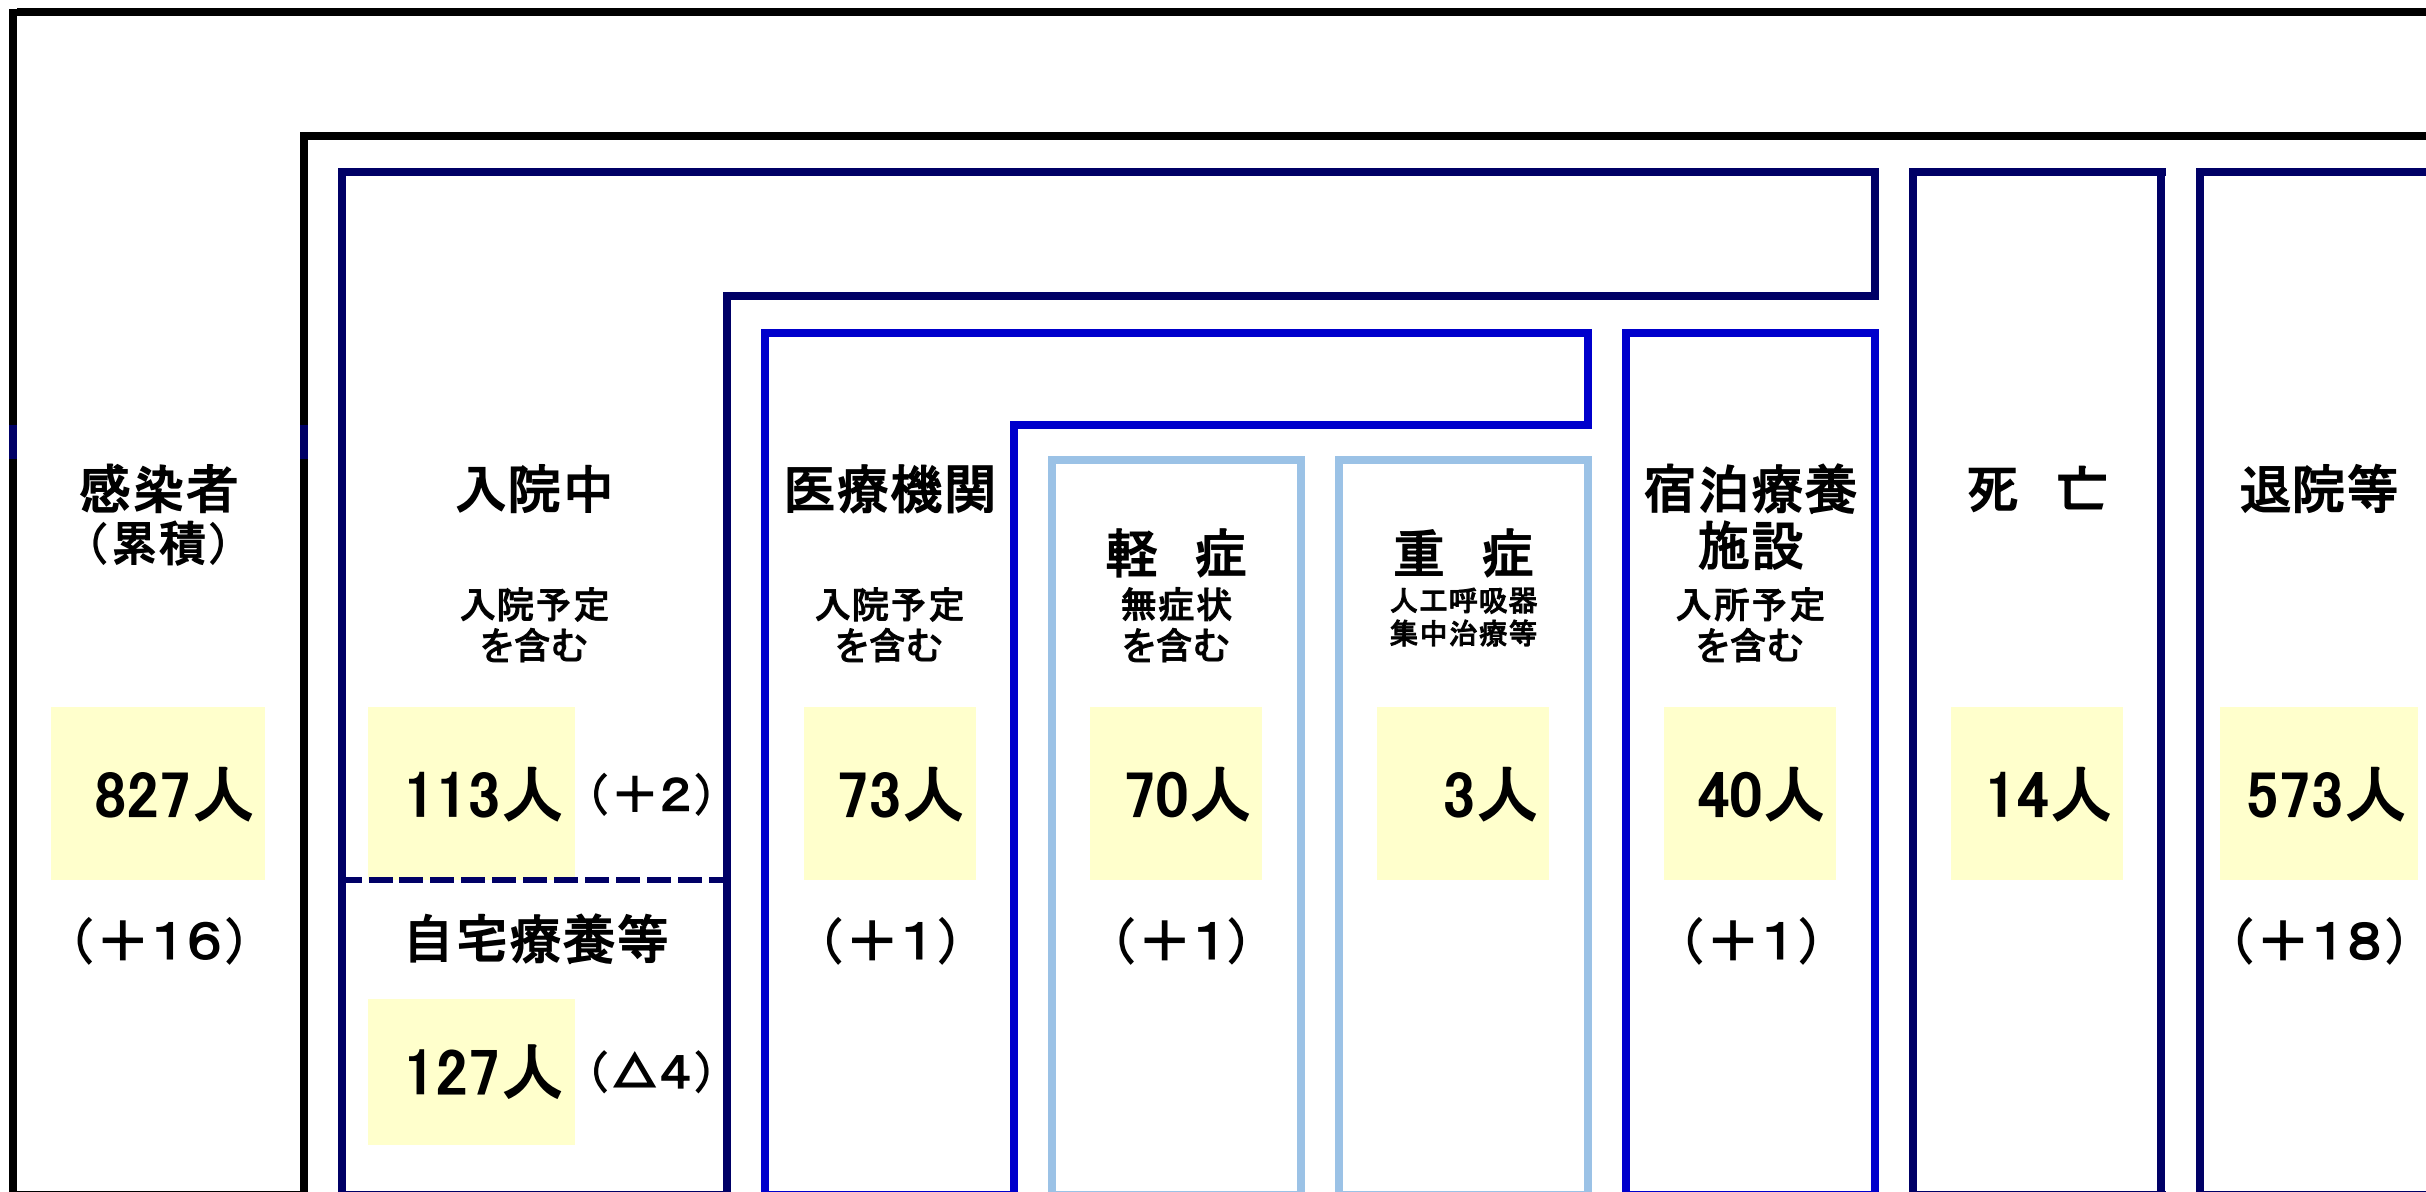 感染者
（累積）
827人
（＋16）
入院中
入院予定
を含む
113人（＋2）
自宅療養等
127人（△4）
医療機関
入院予定
を含む
73人
（＋1）
軽　症
無症状
を含む
70人
（＋1）
重　症
人工呼吸器
集中治療等
3人
宿泊療養
施設
入所予定
を含む
40人
（＋1）
死　亡
14人
退院等
573人
（＋18）